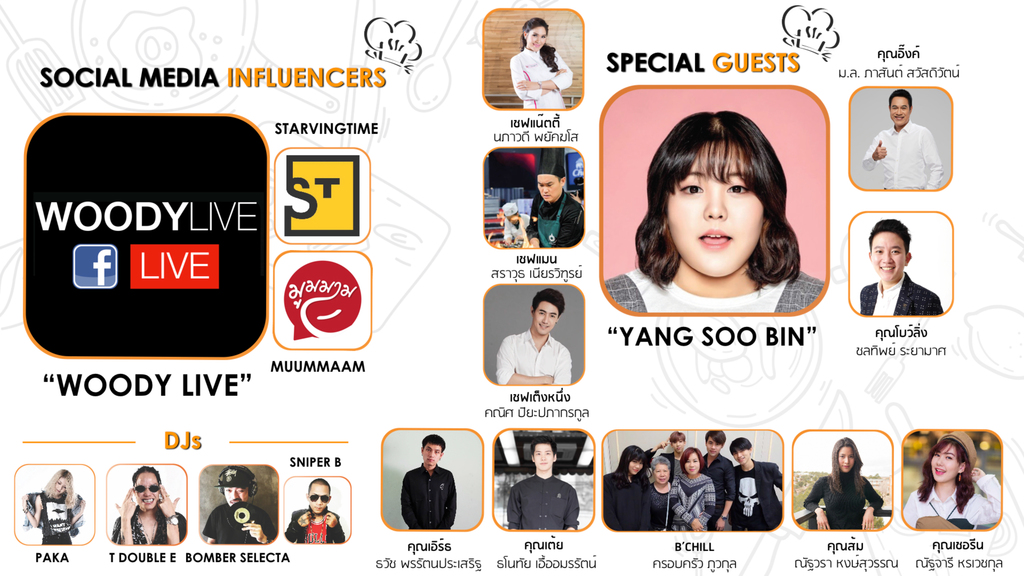 SOCIAL MEDIA INFLUENCERS
WOODYLIVE
f LIVE
"WOODY LIVE"
STARVINGTIME
ST
มูมมาม
MUUMMAAM
DJs
PAKA
T DOUBLE E
BOMBER SELECTA
SNIPER B
เชฟแน๊ตตี้
นภาวดี พยัคฆโส
เชฟแมน
สราวุธ เนียรวิฑูรย์
เชฟเต็งหนึ่ง
คณิศ ปิยะปภากรกูล
SPECIAL GUESTS
"YANG SOO BIN"
คุณอิ๊งค์
ม.ล. ภาสันต์ สวัสดิวัตน์
คุณโบว์ลิ่ง
ชลทิพย์ ระยามาศ
คุณเอิร์ธ
ธวัช พรรัตนประเสริฐ
คุณเต้ย
ธโนทัย เอื้ออมรรัตน์
B'CHILL
ครอบครัว ภูวกุล
คุณส้ม
ณัฐวรา หงษ์สุวรรณ
คุณเชอรีน
ณัฐจารี หรเวชกุล